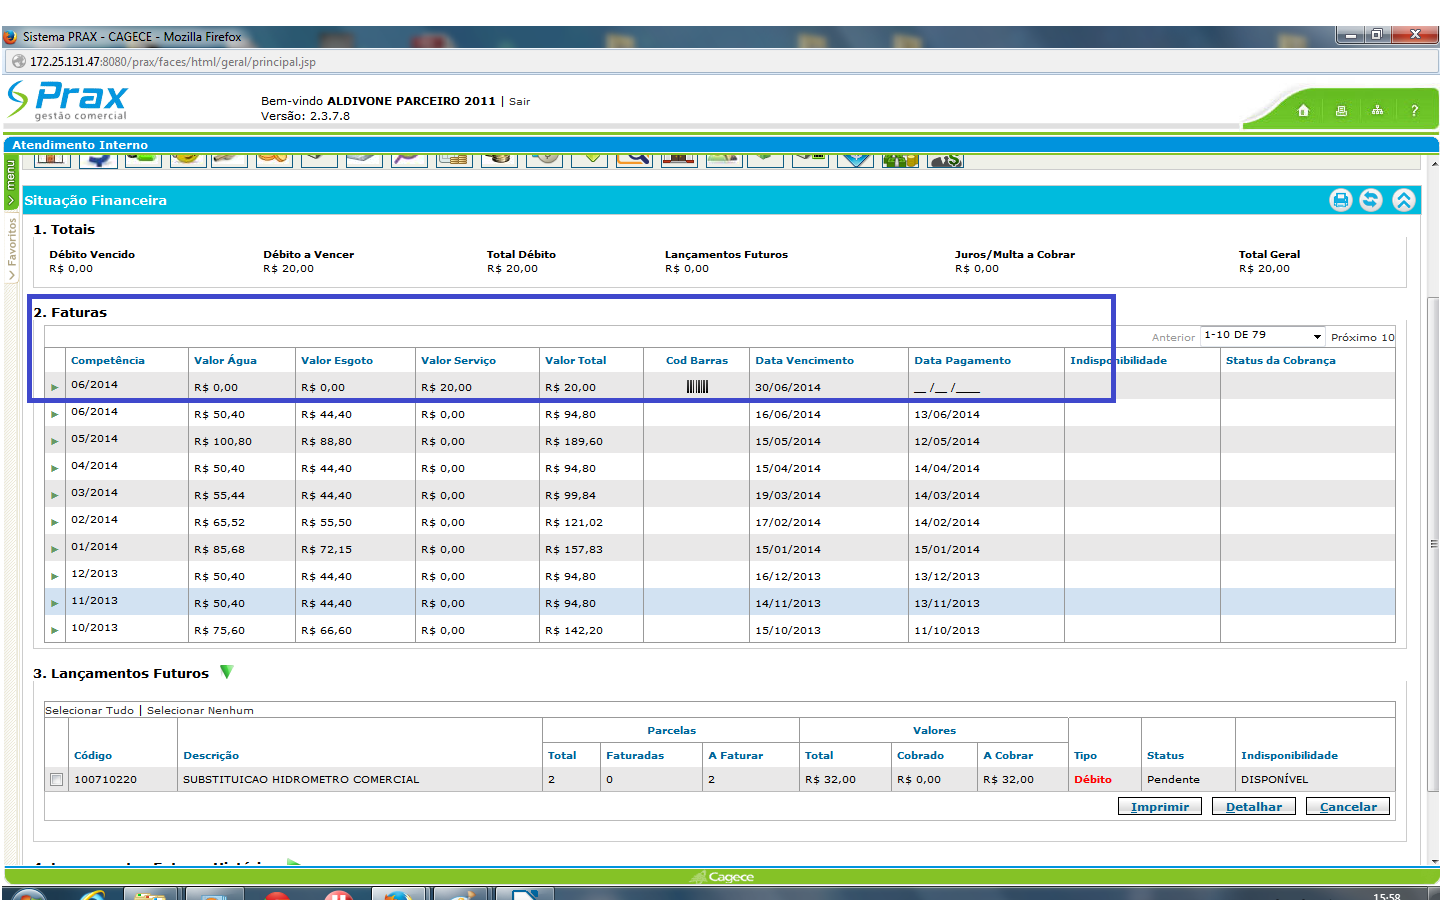 Sistema PRAX - CAGECE - Mozilla Firefox
172.25.131.47:8080/prax/faces/html/geral/principal.jsp
Prax
gestão comercial
Bem-vindo ALDIVONE PARCEIRO 2011 | Sair
Versão: 2.3.7.8
?
Atendimento Interno
> menu
> Favoritos
Situação Financeira
1. Totais
Débito Vencido Débito a Vencer Total Débito Lançamentos Futuros Juros/Multa a Cobrar Total Geral
R$ 0,00 R$ 20,00 R$ 20,00 R$ 0,00 R$ 0,00 R$ 20,00
2. Faturas
Anterior 1-10 DE 79 Próximo 10
Competência Valor Água Valor Esgoto Valor Serviço Valor Total Cod Barras Data Vencimento Data Pagamento Indisponibilidade Status da Cobrança
06/2014 R$ 0,00 R$ 0,00 R$ 20,00 R$ 20,00 30/06/2014 __ /__ /____
06/2014 R$ 50,40 R$ 44,40 R$ 0,00 R$ 94,80 16/06/2014 13/06/2014
05/2014 R$ 100,80 R$ 88,80 R$ 0,00 R$ 189,60 15/05/2014 12/05/2014
04/2014 R$ 50,40 R$ 44,40 R$ 0,00 R$ 94,80 15/04/2014 14/04/2014
03/2014 R$ 55,44 R$ 44,40 R$ 0,00 R$ 99,84 19/03/2014 14/03/2014
02/2014 R$ 65,52 R$ 55,50 R$ 0,00 R$ 121,02 17/02/2014 14/02/2014
01/2014 R$ 85,68 R$ 72,15 R$ 0,00 R$ 157,83 15/01/2014 15/01/2014
12/2013 R$ 50,40 R$ 44,40 R$ 0,00 R$ 94,80 16/12/2013 13/12/2013
11/2013 R$ 50,40 R$ 44,40 R$ 0,00 R$ 94,80 14/11/2013 13/11/2013
10/2013 R$ 75,60 R$ 66,60 R$ 0,00 R$ 142,20 15/10/2013 11/10/2013
3. Lançamentos Futuros
Selecionar Tudo | Selecionar Nenhum
Parcelas Valores
Código Descrição Total Faturadas A Faturar Total Cobrado A Cobrar Tipo Status Indisponibilidade
100710220 SUBSTITUICAO HIDROMETRO COMERCIAL 2 0 2 R$ 32,00 R$ 0,00 R$ 32,00 Débito Pendente DISPONÍVEL
Imprimir Detalhar Cancelar
Cagece
15:58